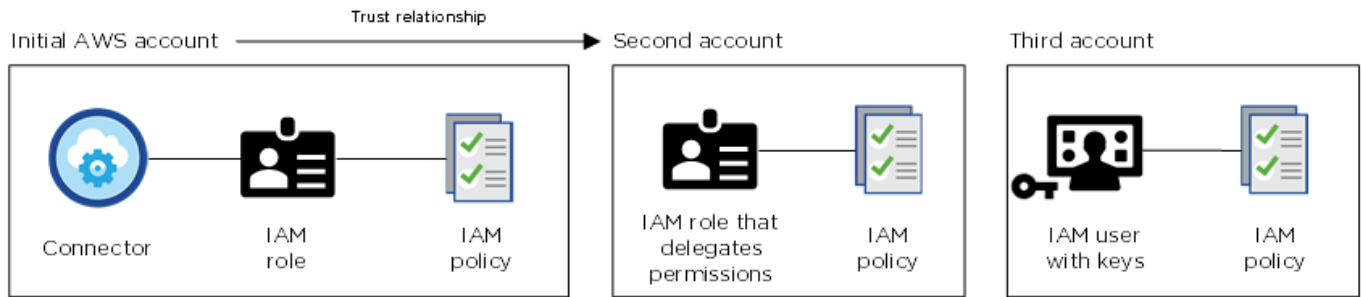 Trust relationship
Initial AWS account
Second account
Third account
Connector
IAM
role
IAM
policy
IAM role that
delegates
permissions
IAM
policy
IAM user
with keys
IAM
policy